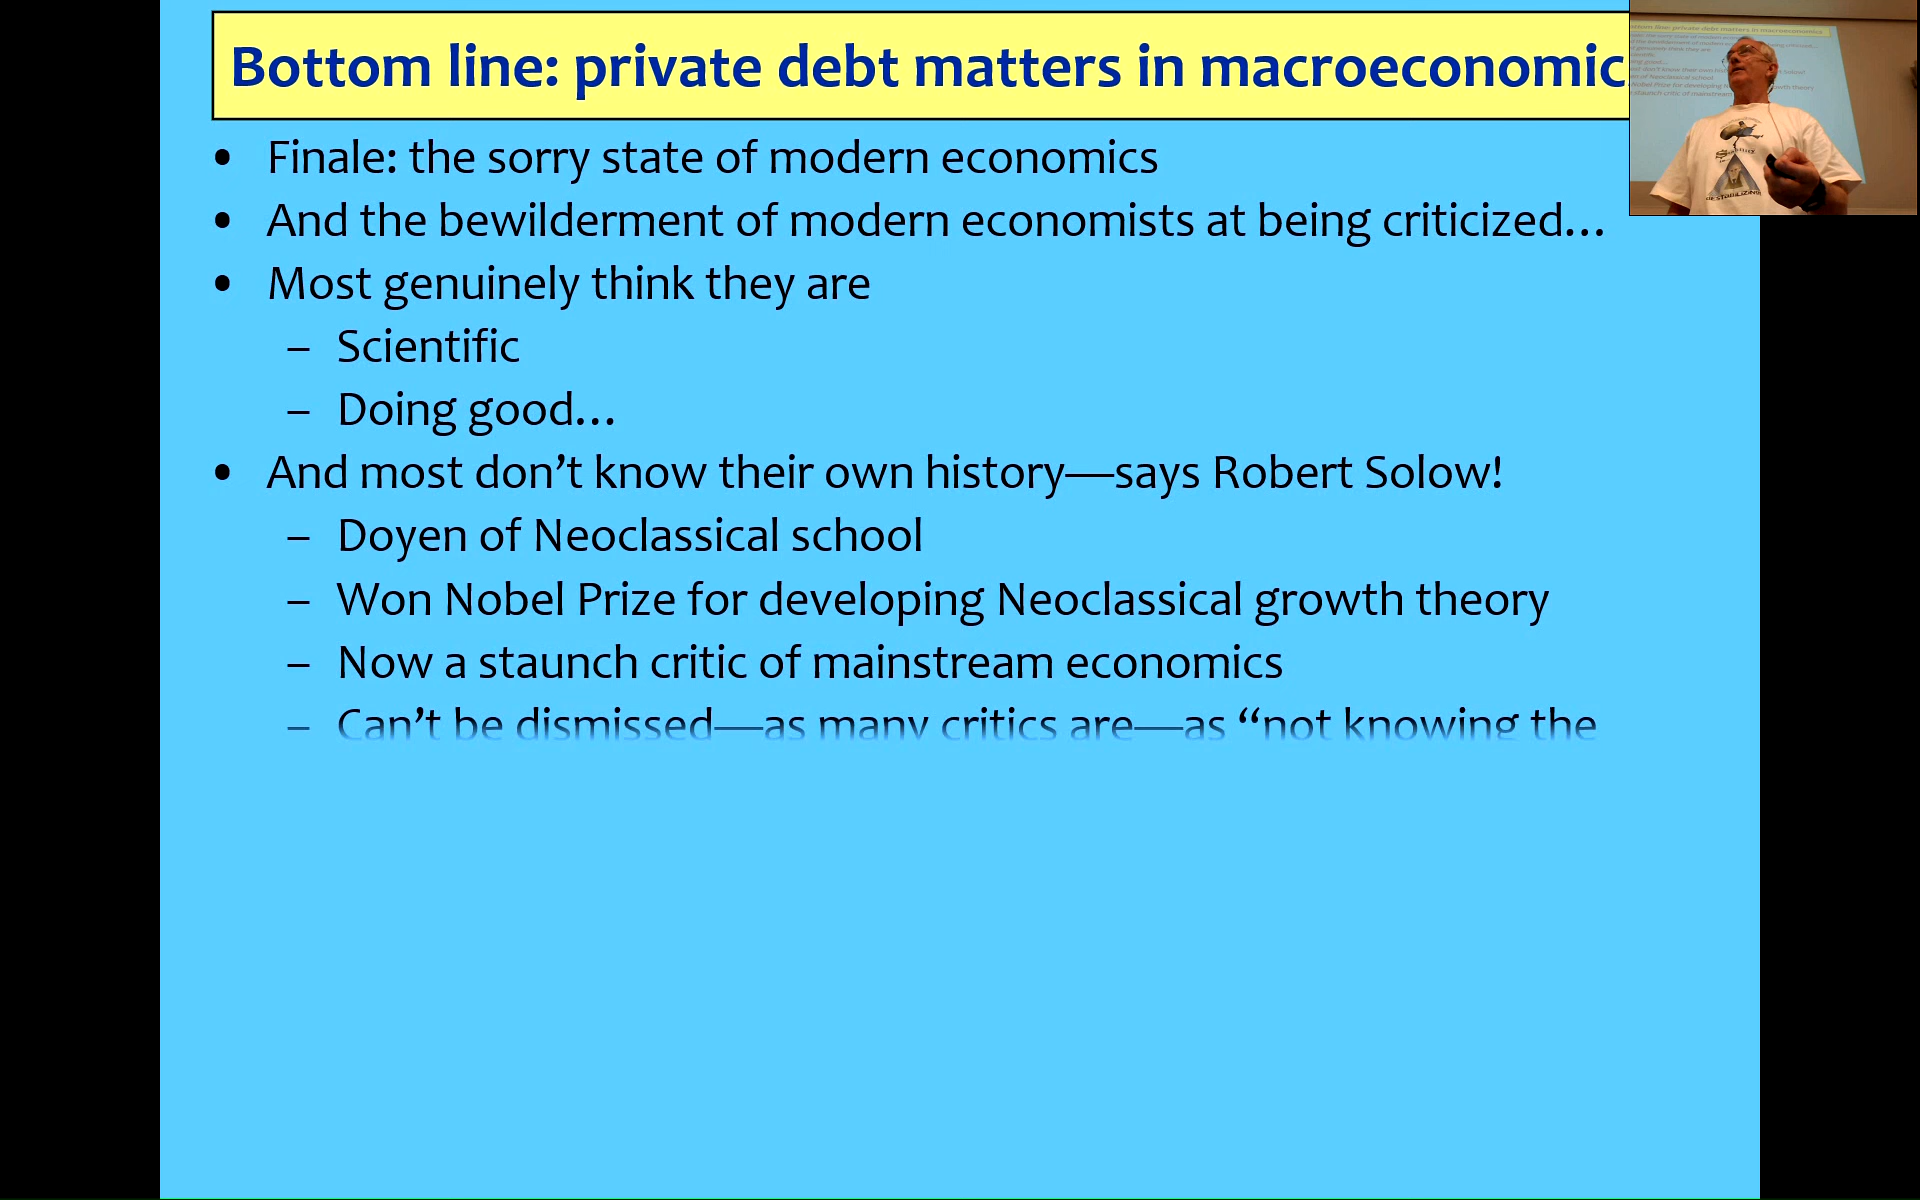 Bottom line: private debt matters in macroeconomic
• Finale: the sorry state of modern economics
• And the bewilderment of modern economists at being criticized…
• Most genuinely think they are
– Scientific
– Doing good…
• And most don’t know their own history—says Robert Solow!
– Doyen of Neoclassical school
– Won Nobel Prize for developing Neoclassical growth theory
– Now a staunch critic of mainstream economics
– Can’t be dismissed—as many critics are—as “not knowing the